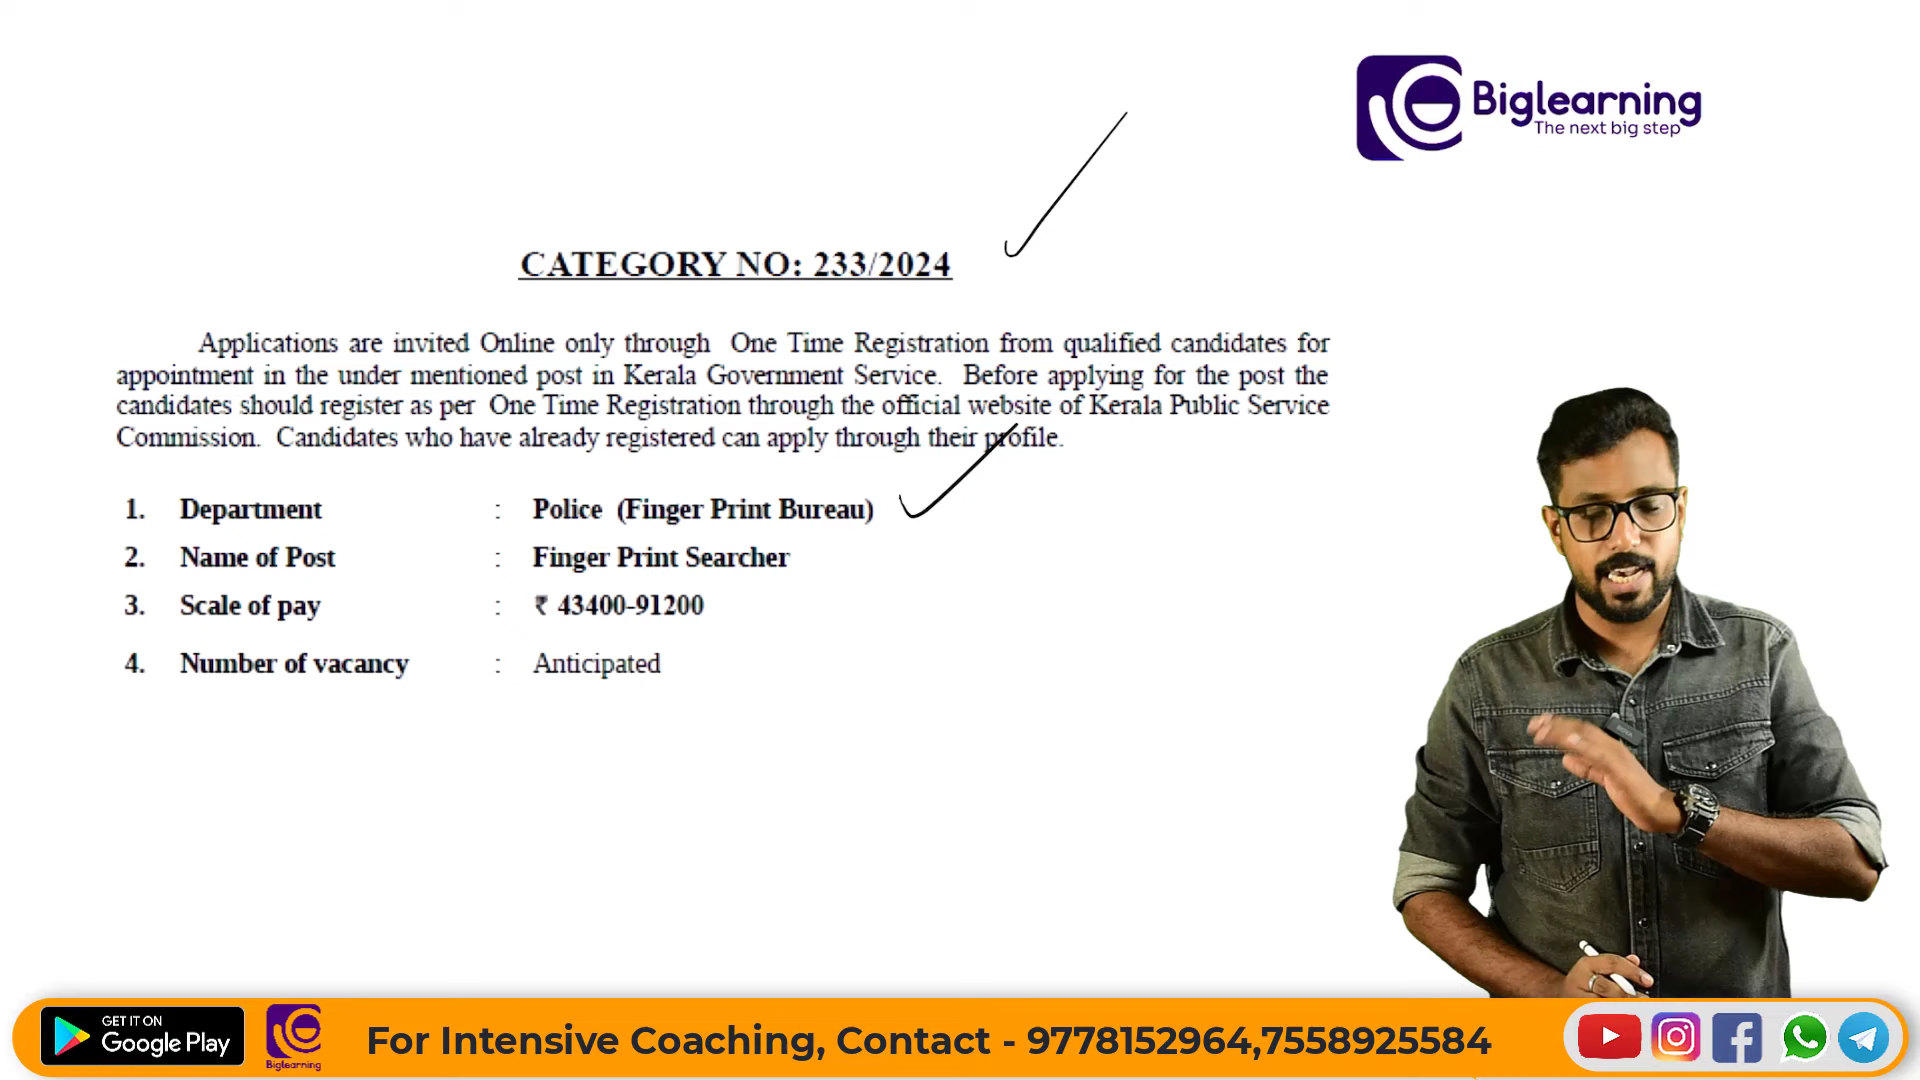 Biglearning
The next big step
CATEGORY NO: 233/2024
Applications are invited Online only through One Time Registration from qualified candidates for
appointment in the under mentioned post in Kerala Government Service. Before applying for the post the
candidates should register as per One Time Registration through the official website of Kerala Public Service
Commission. Candidates who have already registered can apply through their profile.
1. Department : Police (Finger Print Bureau)
2. Name of Post : Finger Print Searcher
3. Scale of pay : ₹ 43400-91200
4. Number of vacancy : Anticipated
GET IT ON
Google Play
Biglearning
For Intensive Coaching, Contact - 9778152964,7558925584